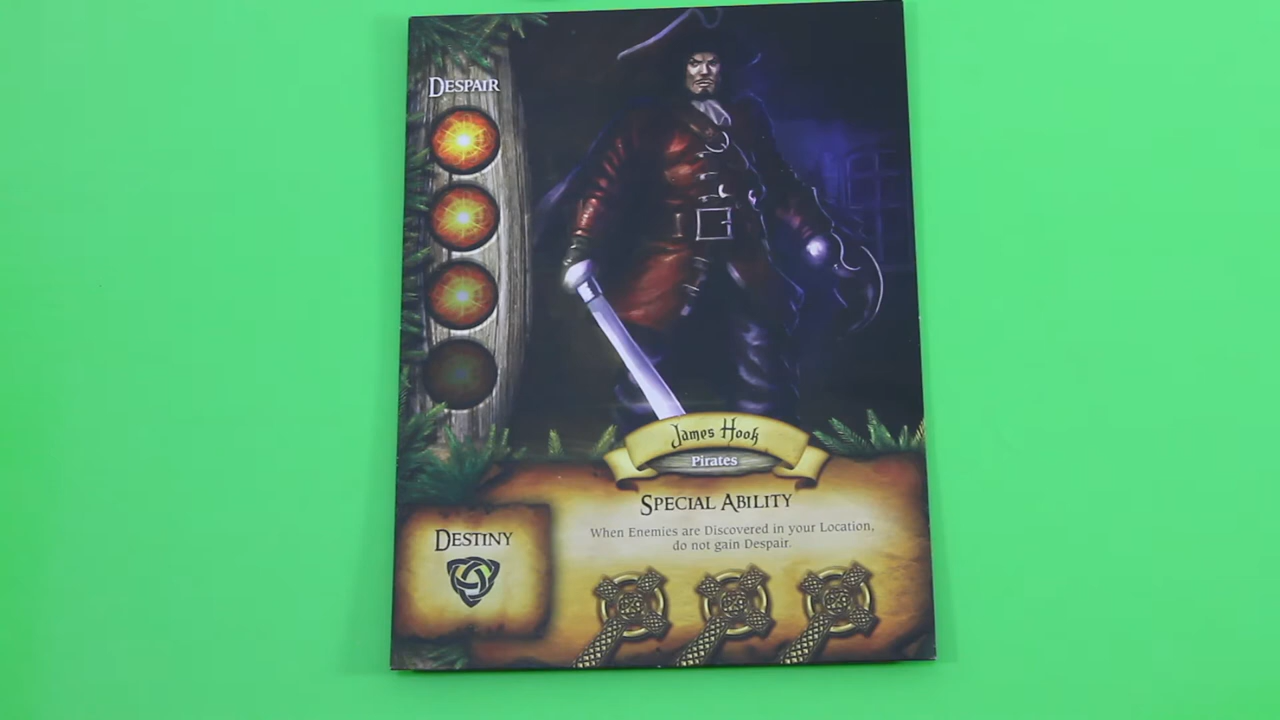 Despair
James Hook
Pirates
Special Ability
When Enemies are Discovered in your Location,
do not gain Despair.
Destiny